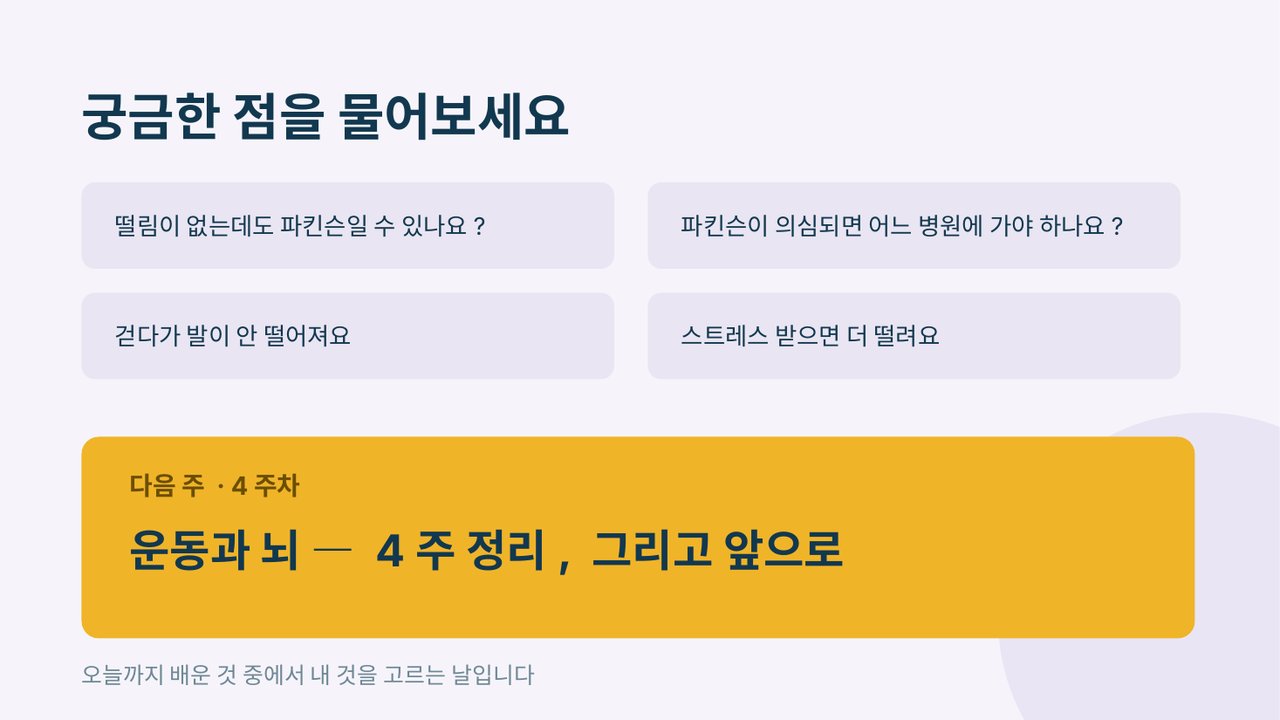 궁금한 점을 물어보세요
떨림이 없는데도 파킨슨일 수 있나요 ?
파킨슨이 의심되면 어느 병원에 가야 하나요 ?
걷다가 발이 안 떨어져요
스트레스 받으면 더 떨려요
다음 주 · 4 주차
운동과 뇌 — 4 주 정리 , 그리고 앞으로
오늘까지 배운 것 중에서 내 것을 고르는 날입니다